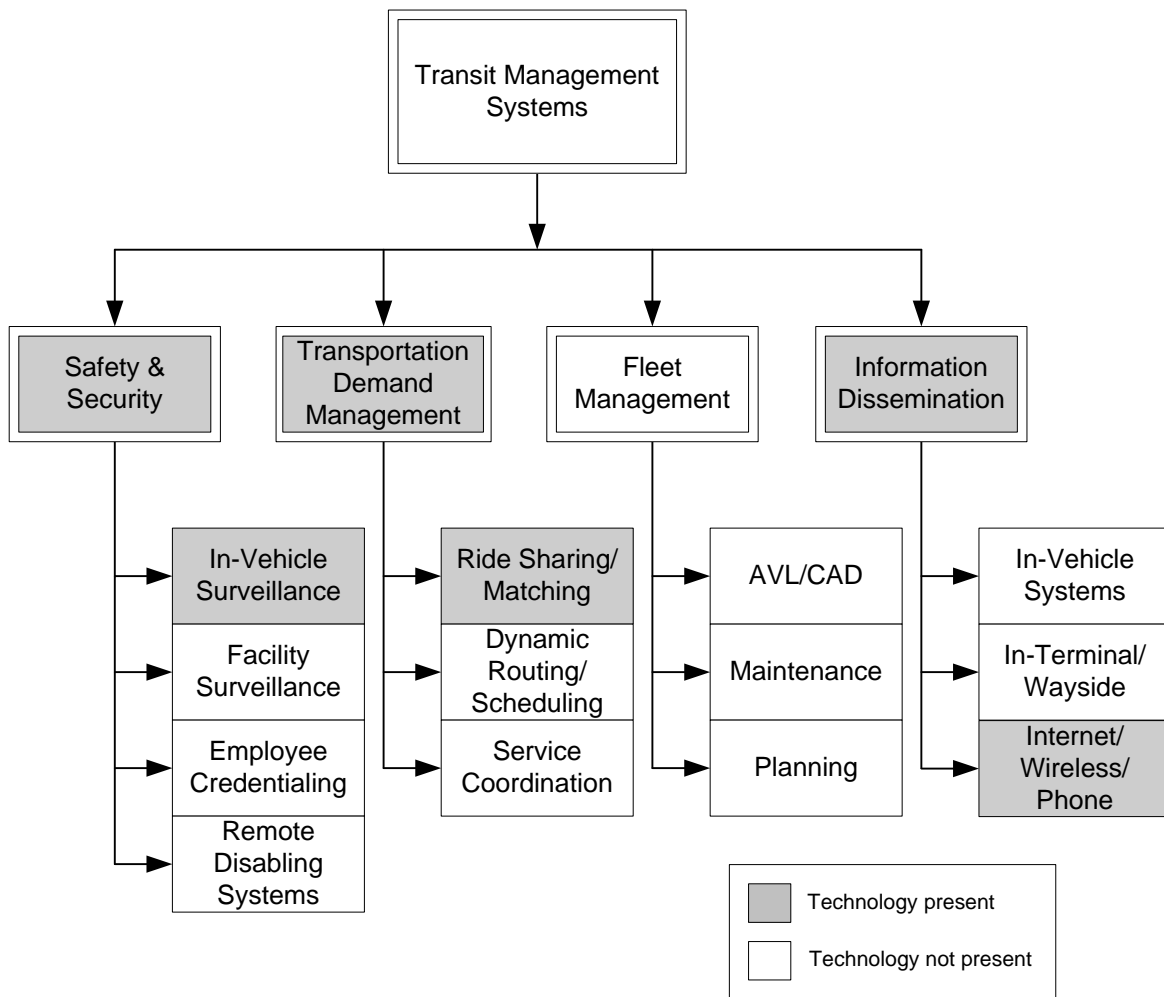 Transit Management
Systems
Safety &
Security
Transportation
Demand
Management
Fleet
Management
Information
Dissemination
In-Vehicle
Surveillance
Facility
Surveillance
Employee
Credentialing
Remote
Disabling
Systems
Ride Sharing/
Matching
Dynamic
Routing/
Scheduling
Service
Coordination
AVL/CAD
Maintenance
Planning
In-Vehicle
Systems
In-Terminal/
Wayside
Internet/
Wireless/
Phone
Technology present
Technology not present